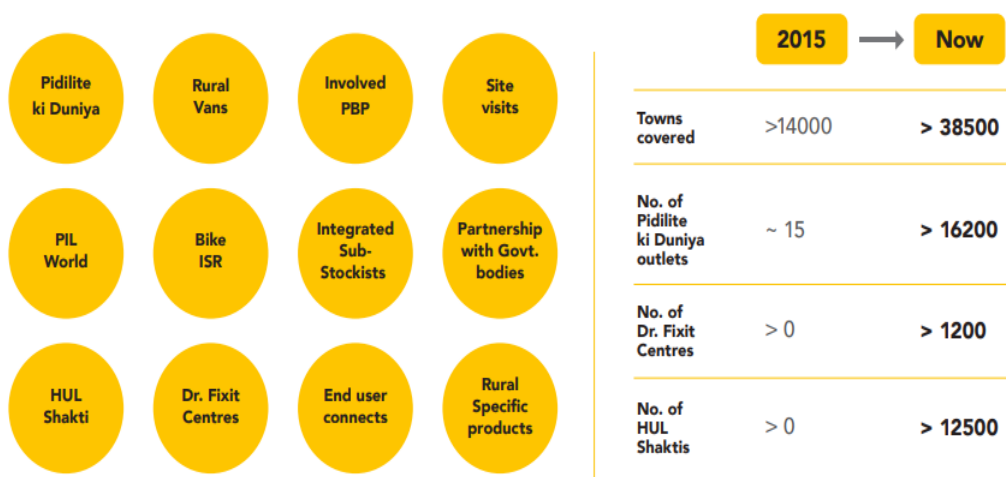 Pidilite
ki Duniya
Rural
Vans
Involved
PBP
Site
visits
PIL
World
Bike
ISR
Integrated
Sub-
Stockists
Partnership
with Govt.
bodies
HUL
Shakti
Dr. Fixit
Centres
End user
connects
Rural
Specific
products
2015
Now
Towns
covered
>14000
> 38500
No. of
Pidilite
ki Duniya
outlets
~ 15
> 16200
No. of
Dr. Fixit
Centres
> 0
> 1200
No. of
HUL
Shaktis
> 0
> 12500